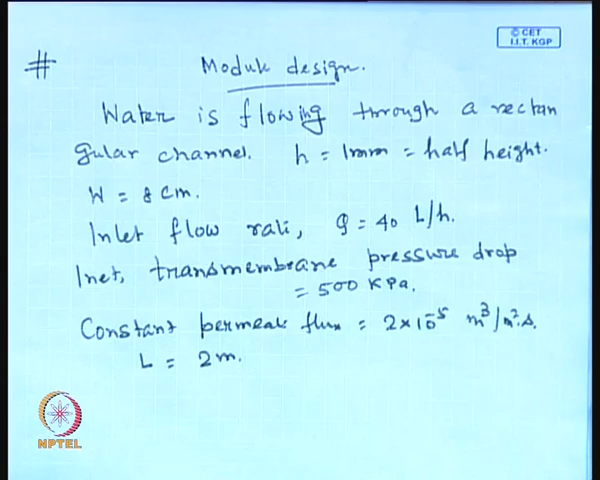 © CET
I.I.T. KGP
# Module design.
Water is flowing through a rectan
gular channel. h = 1mm = half height.
W = 8 cm.
Inlet flow rate, Q = 40 L/h.
Inet, transmembrane pressure drop
= 500 KPa.
Constant permeate flux = 2×10⁻⁵ m³/m².s.
L = 2m.
NPTEL